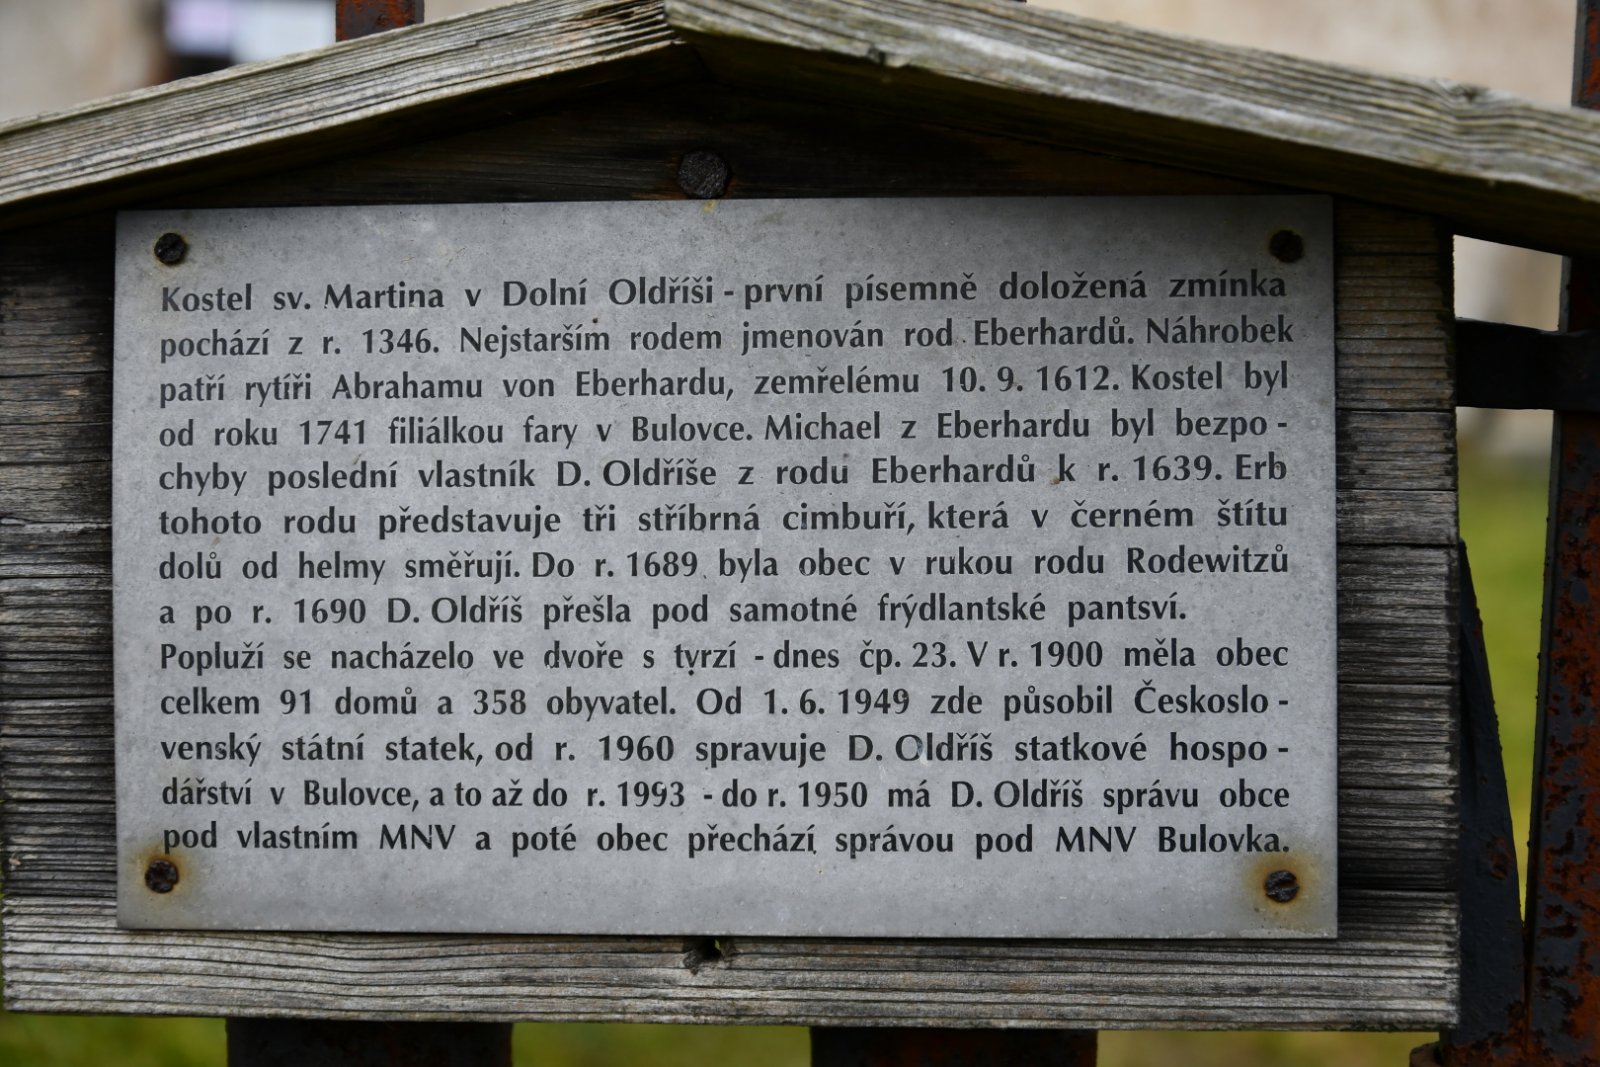 Kostel sv. Martina v Dolní Oldříši - první písemně doložená zmínka
pochází z r. 1346. Nejstarším rodem jmenován rod Eberhardů. Náhrobek
patří rytíři Abrahamu von Eberhardu, zemřelému 10. 9. 1612. Kostel byl
od roku 1741 filiálkou fary v Bulovce. Michael z Eberhardu byl bezpo -
chyby poslední vlastník D. Oldříše z rodu Eberhardů k r. 1639. Erb
tohoto rodu představuje tři stříbrná cimbuří, která v černém štítu
dolů od helmy směřují. Do r. 1689 byla obec v rukou rodu Rodewitzů
a po r. 1690 D. Oldříš přešla pod samotné frýdlantské pantsví.
Popluží se nacházelo ve dvoře s tvrzí - dnes čp. 23. V r. 1900 měla obec
celkem 91 domů a 358 obyvatel. Od 1. 6. 1949 zde působil Českoslo -
venský státní statek, od r. 1960 spravuje D. Oldříš statkové hospo -
dářství v Bulovce, a to až do r. 1993 - do r. 1950 má D. Oldříš správu obce
pod vlastním MNV a poté obec přechází správou pod MNV Bulovka.